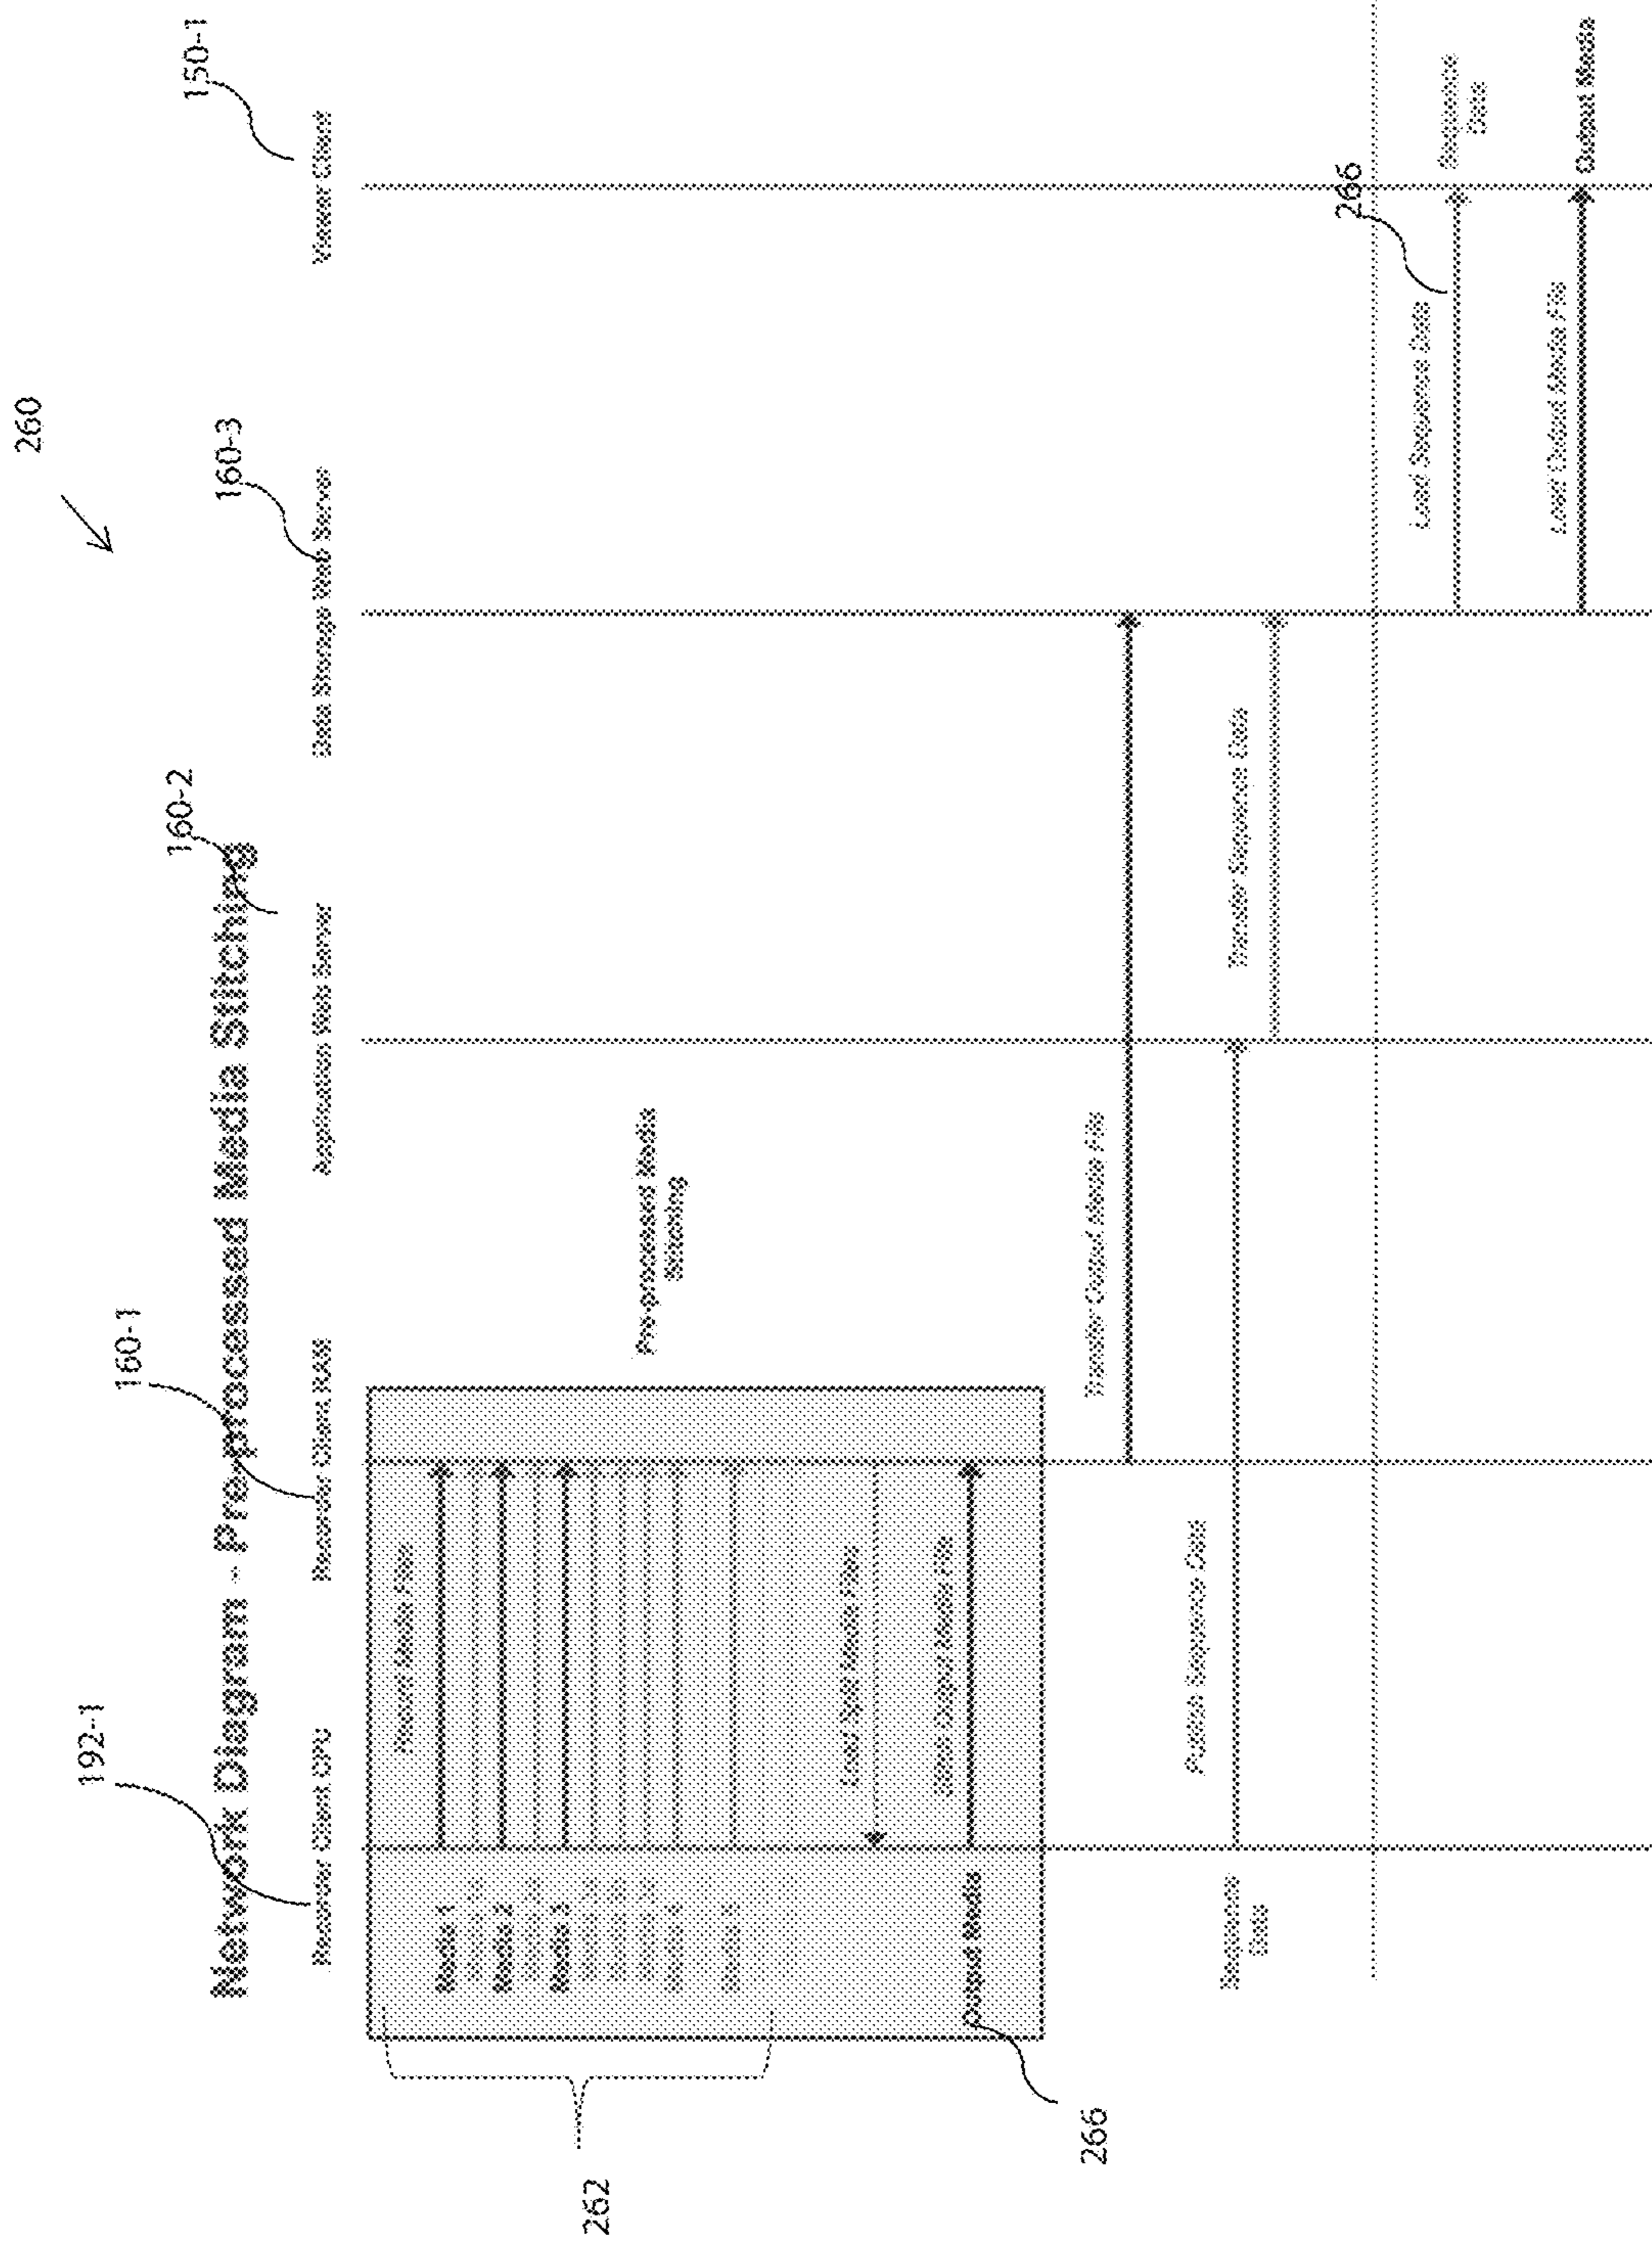 260
Network Diagram - Pre-processed Media Stitching
192-1
160-1
160-2
160-3
150-1
Recorder Client CPU
Recorder Client RAM
Application Web Server
Data Storage Web Server
Viewer Client
262
Record Media Files
Media 1
Media 2
Media 3
Pre-processed Media
Stitching
Load Split Media Files
Output Media File
Output Media
266
Transfer Output Media File
Publish Sequence Data
Sequence
Data
Transfer Sequence Data
266
Load Sequence Data
Sequence
Data
Load Output Media File
Output Media